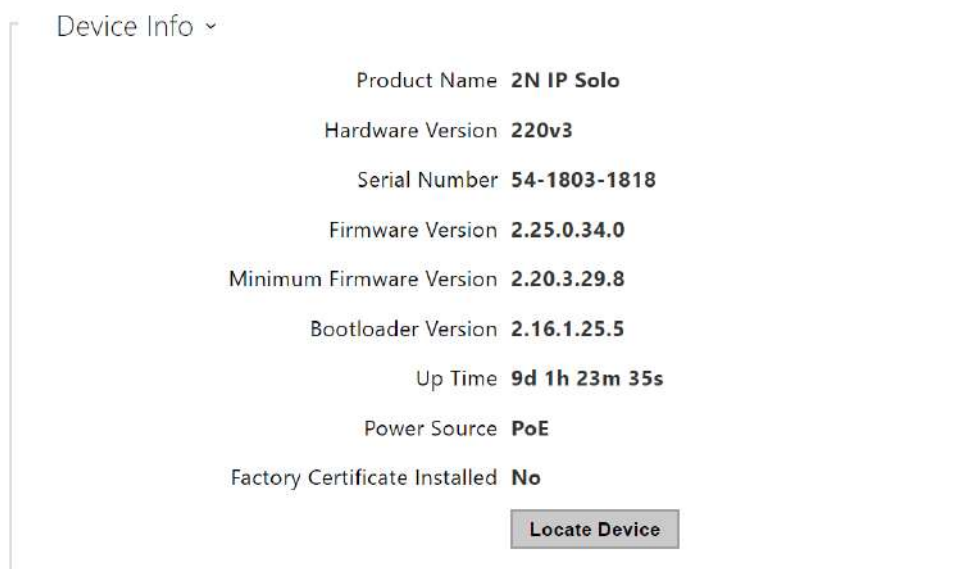 Device Info
Product Name 2N IP Solo
Hardware Version 220v3
Serial Number 54-1803-1818
Firmware Version 2.25.0.34.0
Minimum Firmware Version 2.20.3.29.8
Bootloader Version 2.16.1.25.5
Up Time 9d 1h 23m 35s
Power Source PoE
Factory Certificate Installed No
Locate Device